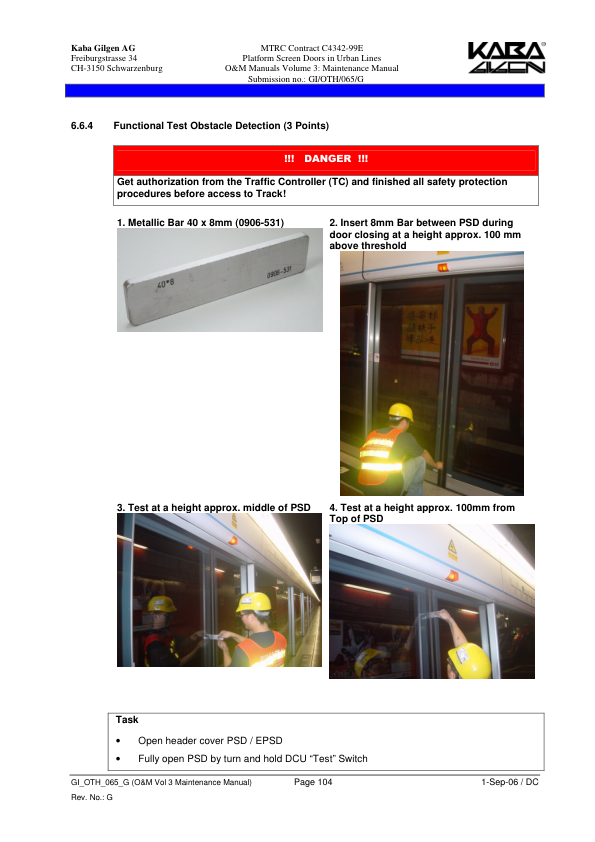 Kaba Gilgen AG
Freiburgstrasse 34
CH-3150 Schwarzenburg
MTRC Contract C4342-99E
Platform Screen Doors in Urban Lines
O&M Manuals Volume 3: Maintenance Manual
Submission no.: GI/OTH/065/G
KABA
GILGEN
6.6.4 Functional Test Obstacle Detection (3 Points)
!!! DANGER !!!
Get authorization from the Traffic Controller (TC) and finished all safety protection
procedures before access to Track!
1. Metallic Bar 40 x 8mm (0906-531)
40*8
0906-531
2. Insert 8mm Bar between PSD during
door closing at a height approx. 100 mm
above threshold
3. Test at a height approx. middle of PSD
4. Test at a height approx. 100mm from
Top of PSD
Task
• Open header cover PSD / EPSD
• Fully open PSD by turn and hold DCU “Test” Switch
GI_OTH_065_G (O&M Vol 3 Maintenance Manual)
Page 104
1-Sep-06 / DC
Rev. No.: G